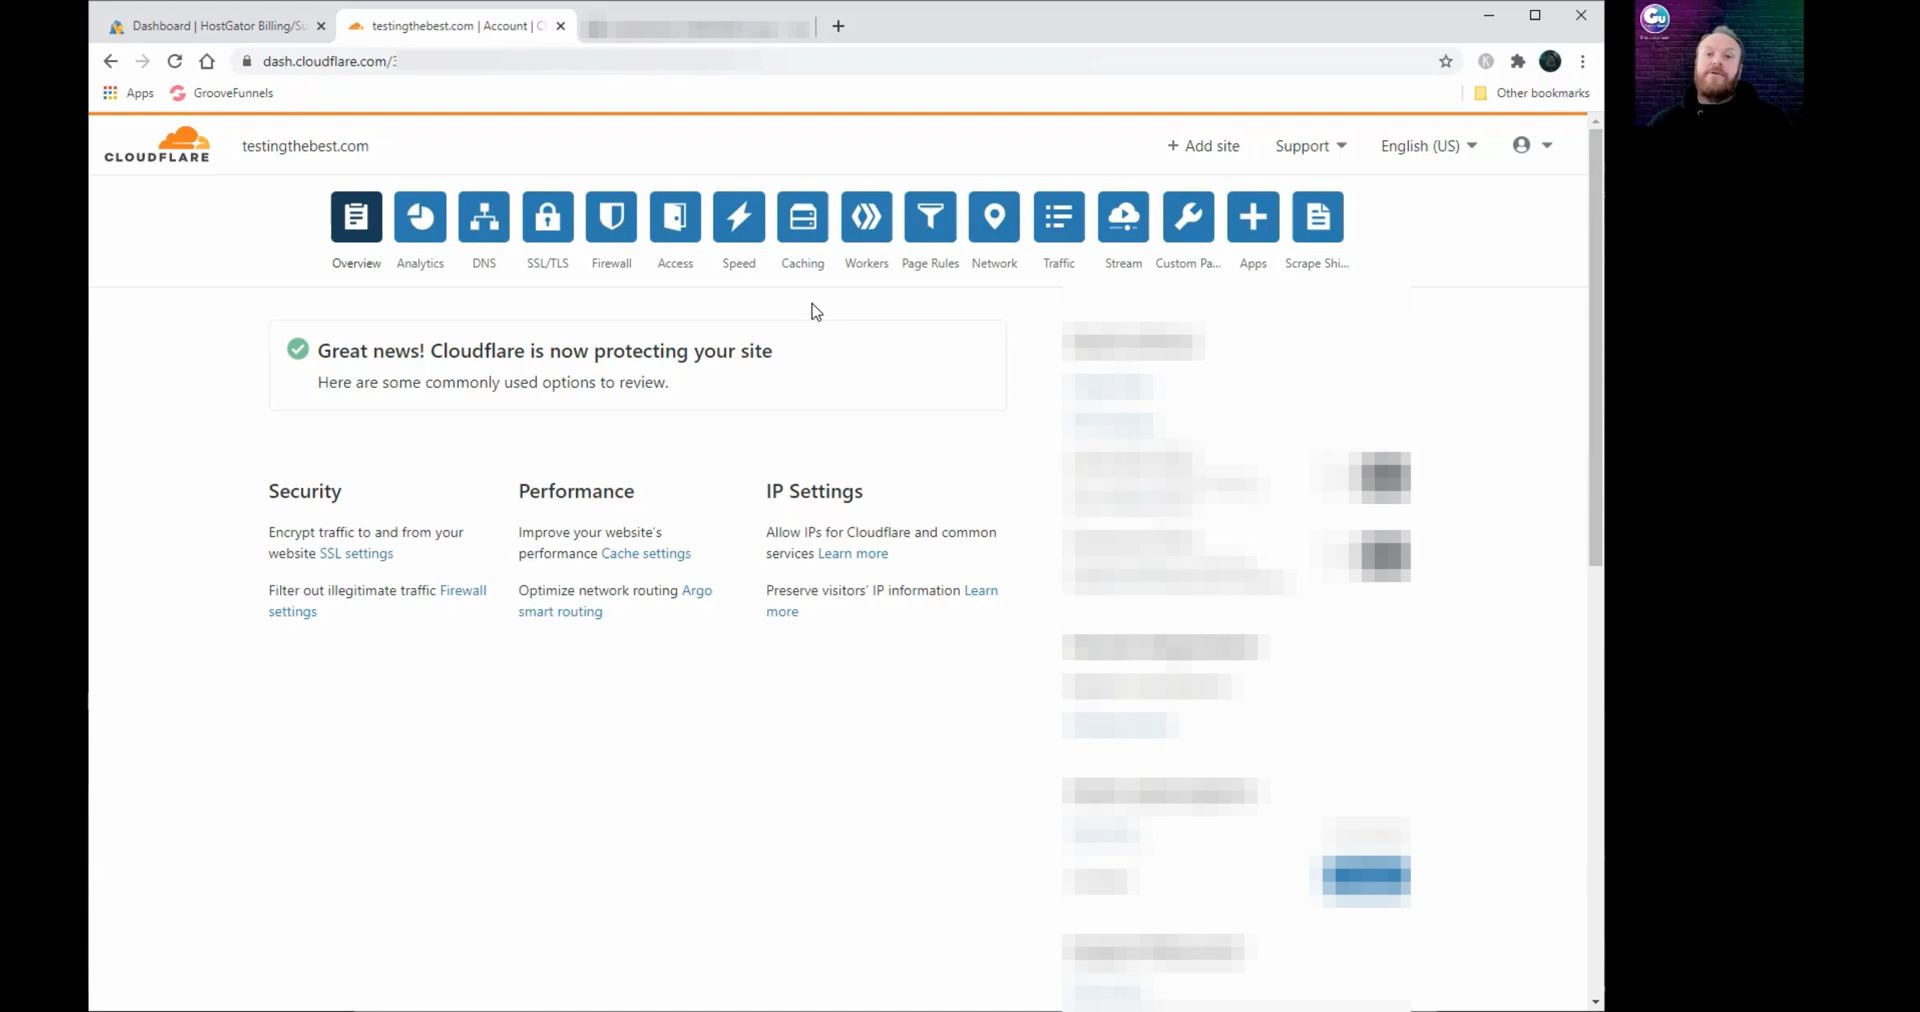 Dashboard | HostGator Billing/Su
testingthebest.com | Account | C
dash.cloudflare.com/3
Apps
GrooveFunnels
Other bookmarks
CLOUDFLARE
testingthebest.com
Add site
Support
English (US)
Overview
Analytics
DNS
SSL/TLS
Firewall
Access
Speed
Caching
Workers
Page Rules
Network
Traffic
Stream
Custom Pa...
Apps
Scrape Shi...
Great news! Cloudflare is now protecting your site
Here are some commonly used options to review.
Security
Encrypt traffic to and from your
website SSL settings
Filter out illegitimate traffic Firewall
settings
Performance
Improve your website's
performance Cache settings
Optimize network routing Argo
smart routing
IP Settings
Allow IPs for Cloudflare and common
services Learn more
Preserve visitors' IP information Learn
more